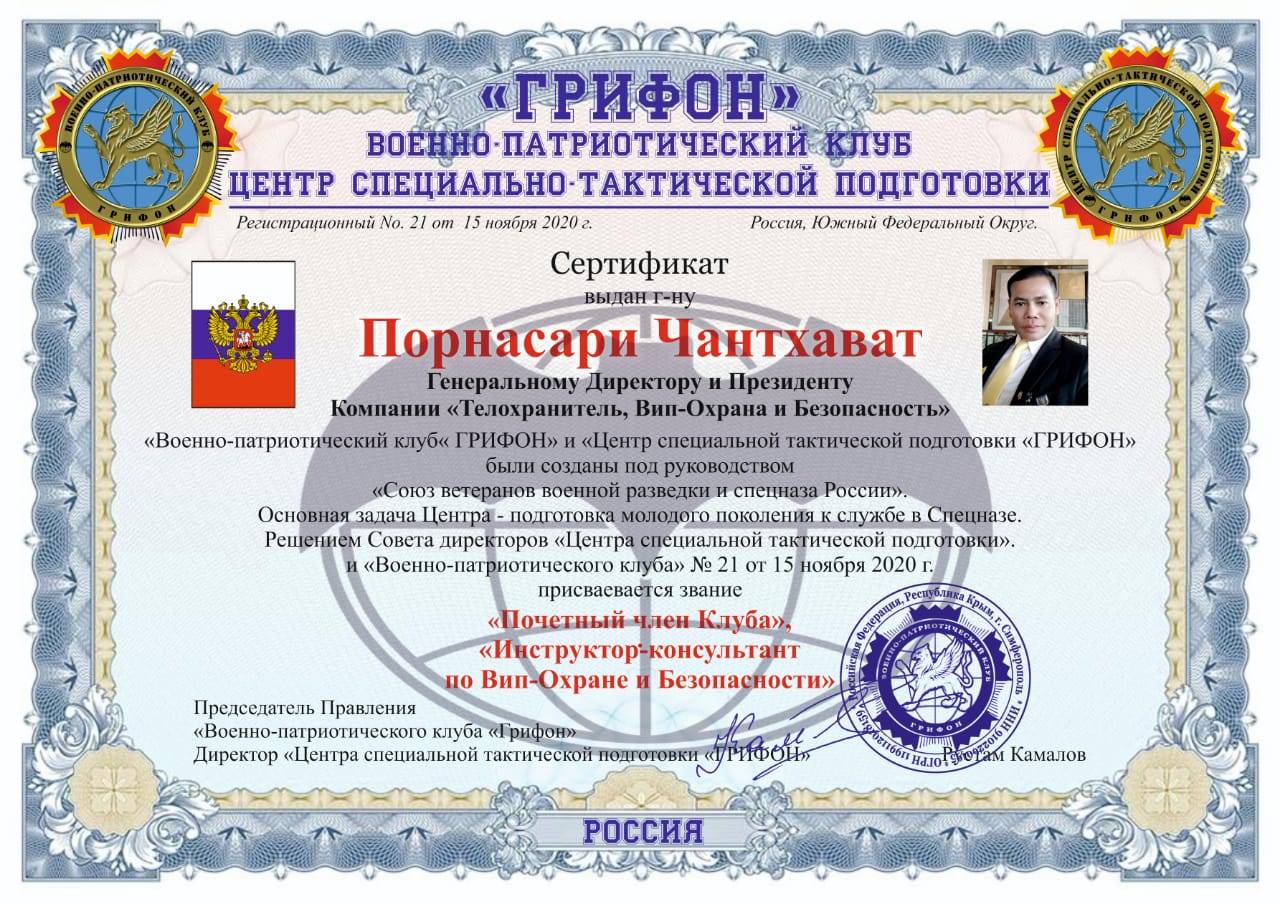 «ГРИФОН»
ВОЕННО-ПАТРИОТИЧЕСКИЙ КЛУБ
ЦЕНТР СПЕЦИАЛЬНО-ТАКТИЧЕСКОЙ ПОДГОТОВКИ
ВОЕННО-ПАТРИОТИЧЕСКИЙ КЛУБ
ГРИФОН
ЦЕНТР СПЕЦИАЛЬНО-ТАКТИЧЕСКОЙ ПОДГОТОВКИ
ГРИФОН
Регистрационный No. 21 от 15 ноября 2020 г.
Россия, Южный Федеральный Округ.
Сертификат
выдан г-ну
Порнасари Чантхават
Генеральному Директору и Президенту
Компании «Телохранитель, Вип-Охрана и Безопасность»
«Военно-патриотический клуб« ГРИФОН» и «Центр специальной тактической подготовки «ГРИФОН»
были созданы под руководством
«Союз ветеранов военной разведки и спецназа России».
Основная задача Центра - подготовка молодого поколения к службе в Спецназе.
Решением Совета директоров «Центра специальной тактической подготовки».
и «Военно-патриотического клуба» № 21 от 15 ноября 2020 г.
присваевается звание
«Почетный член Клуба»,
«Инструктор-консультант
по Вип-Охране и Безопасности»
Российская Федерация, Республика Крым, г. Симферополь
ВОЕННО-ПАТРИОТИЧЕСКИЙ КЛУБ
ГРИФОН
Председатель Правления
«Военно-патриотического клуба «Грифон»
Директор «Центра специальной тактической подготовки «ГРИФОН»
Рустам Камалов
РОССИЯ